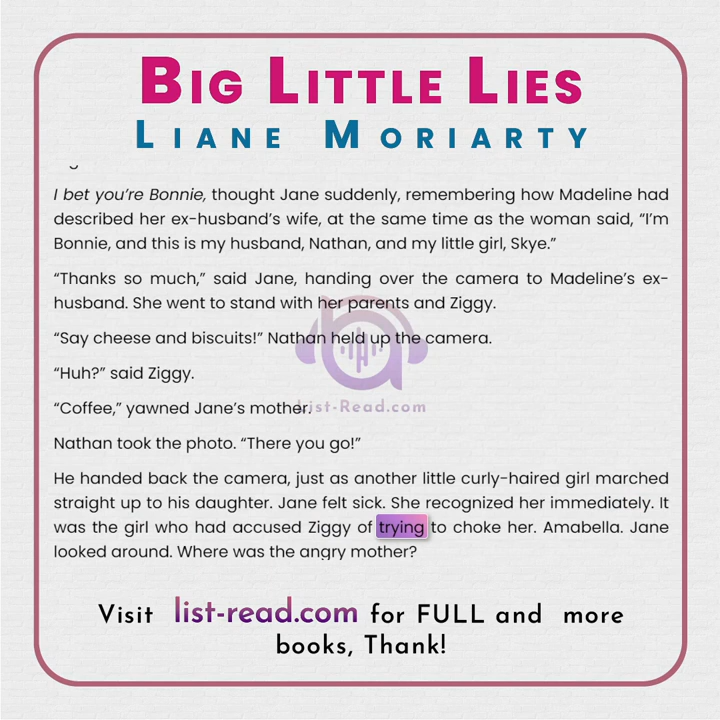 BIG LITTLE LIES
LIANE MORIARTY
I bet you're Bonnie, thought Jane suddenly, remembering how Madeline had
described her ex-husband's wife, at the same time as the woman said, “I'm
Bonnie, and this is my husband, Nathan, and my little girl, Skye.”
“Thanks so much,” said Jane, handing over the camera to Madeline's ex-
husband. She went to stand with her parents and Ziggy.
“Say cheese and biscuits!” Nathan held up the camera.
“Huh?” said Ziggy.
“Coffee,” yawned Jane's mother.
List-Read.com
Nathan took the photo. “There you go!”
He handed back the camera, just as another little curly-haired girl marched
straight up to his daughter. Jane felt sick. She recognized her immediately. It
was the girl who had accused Ziggy of trying to choke her. Amabella. Jane
looked around. Where was the angry mother?
Visit list-read.com for FULL and more
books, Thank!